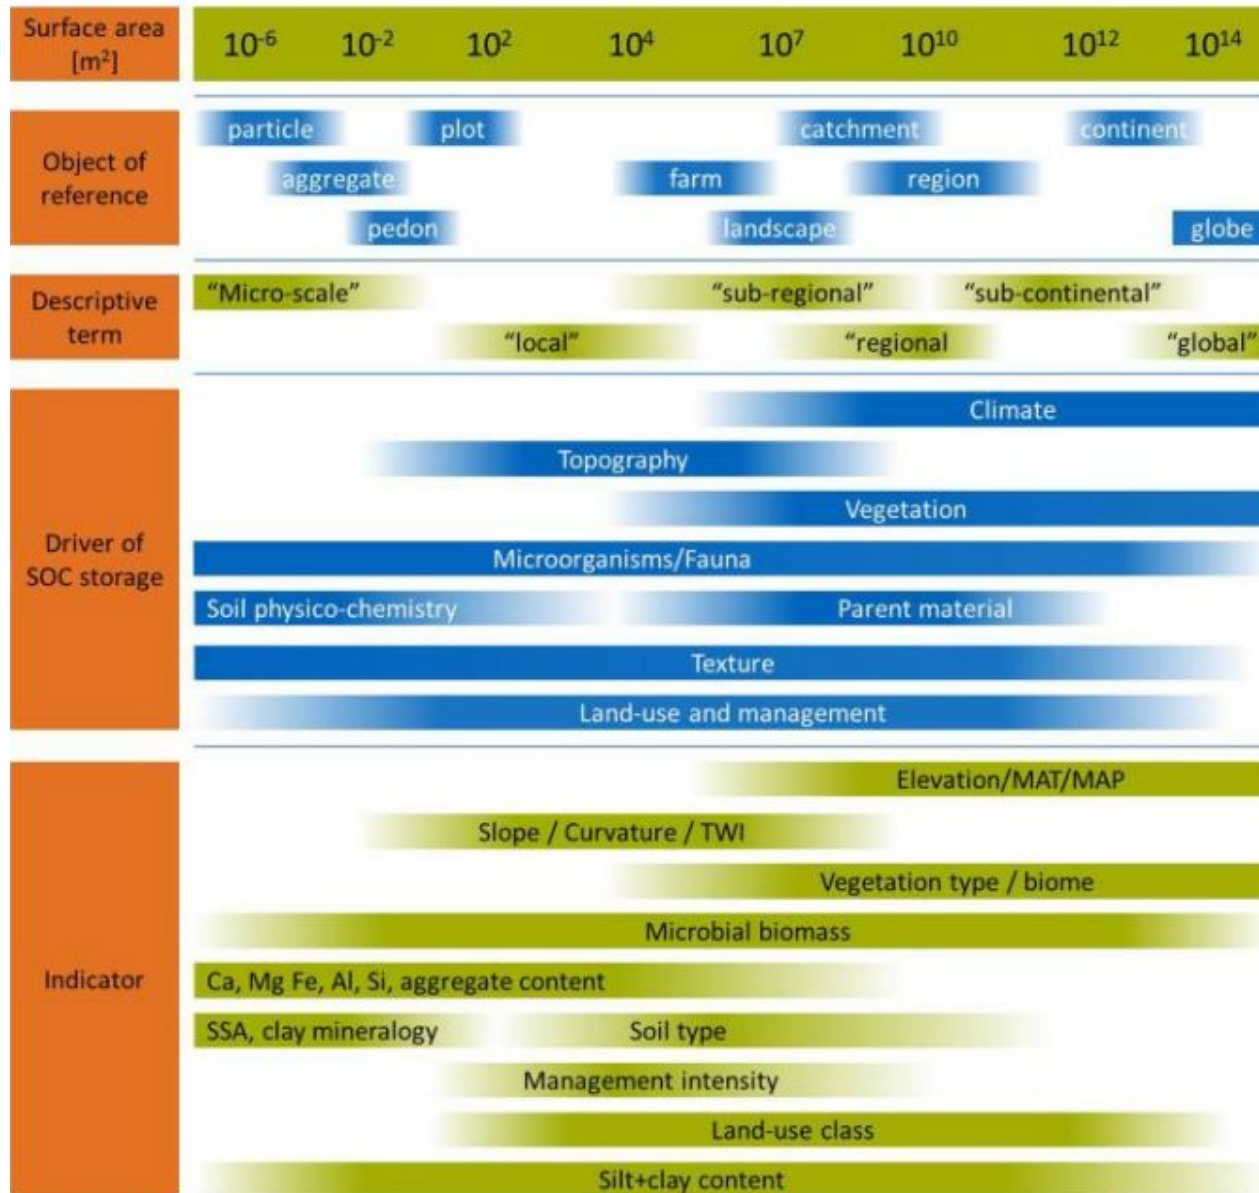 Surface area
[m²]
10⁻⁶ 10⁻² 10² 10⁴ 10⁷ 10¹⁰ 10¹² 10¹⁴
Object of
reference
particle plot catchment continent
aggregate farm region
pedon landscape globe
Descriptive
term
“Micro-scale” “sub-regional” “sub-continental”
“local” “regional “global”
Driver of
SOC storage
Climate
Topography
Vegetation
Microorganisms/Fauna
Soil physico-chemistry Parent material
Texture
Land-use and management
Indicator
Elevation/MAT/MAP
Slope / Curvature / TWI
Vegetation type / biome
Microbial biomass
Ca, Mg Fe, Al, Si, aggregate content
SSA, clay mineralogy Soil type
Management intensity
Land-use class
Silt+clay content